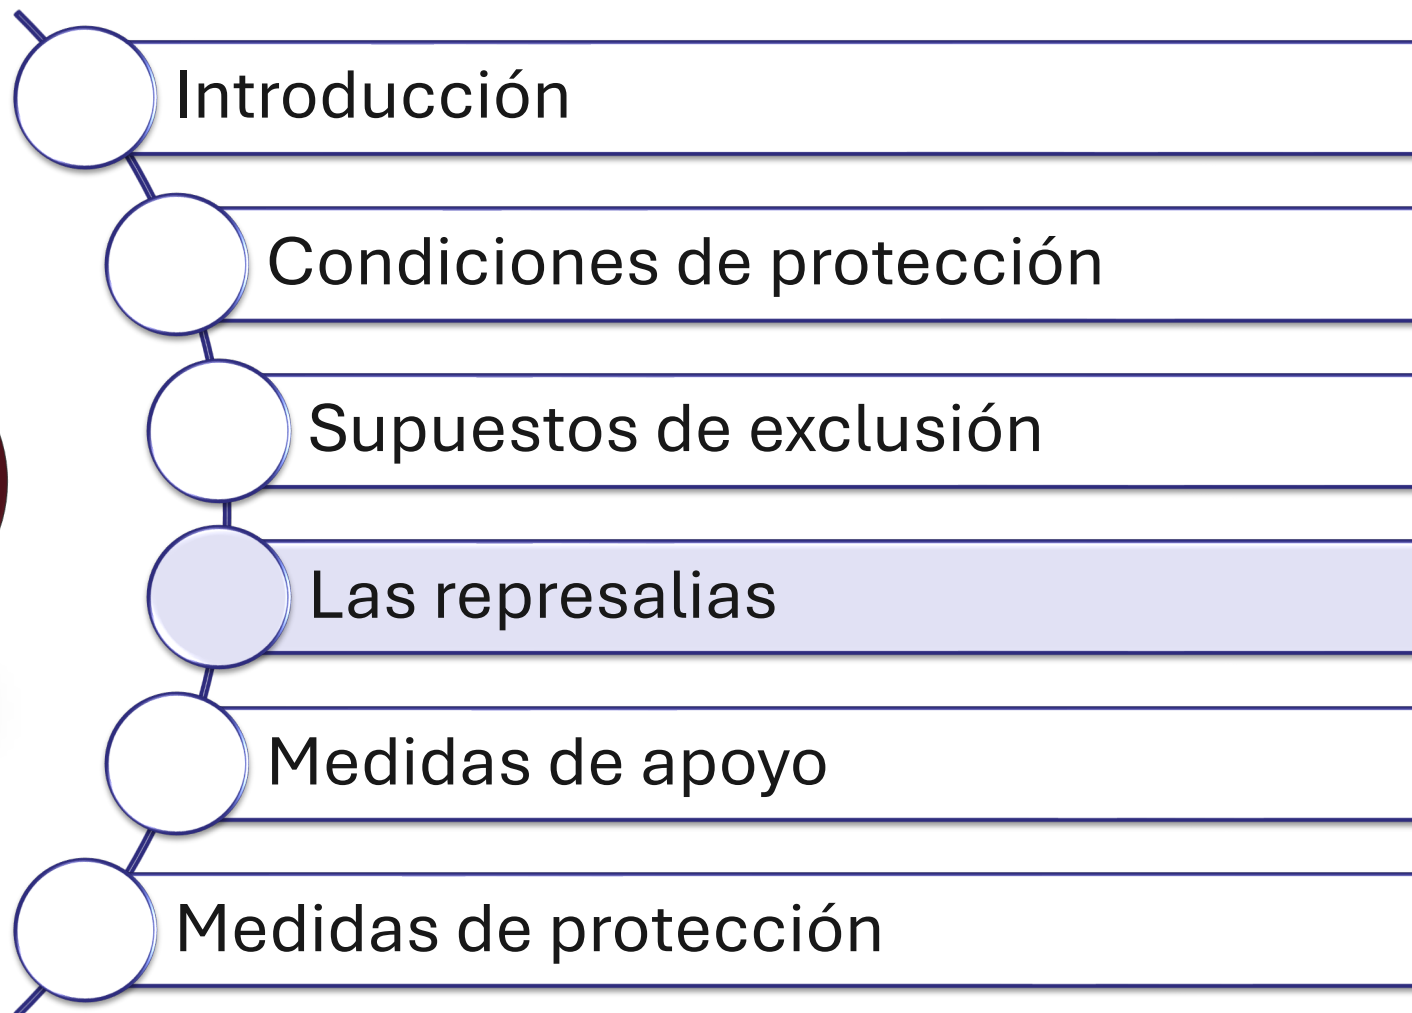 Introducción
Condiciones de protección
Supuestos de exclusión
Las represalias
Medidas de apoyo
Medidas de protección